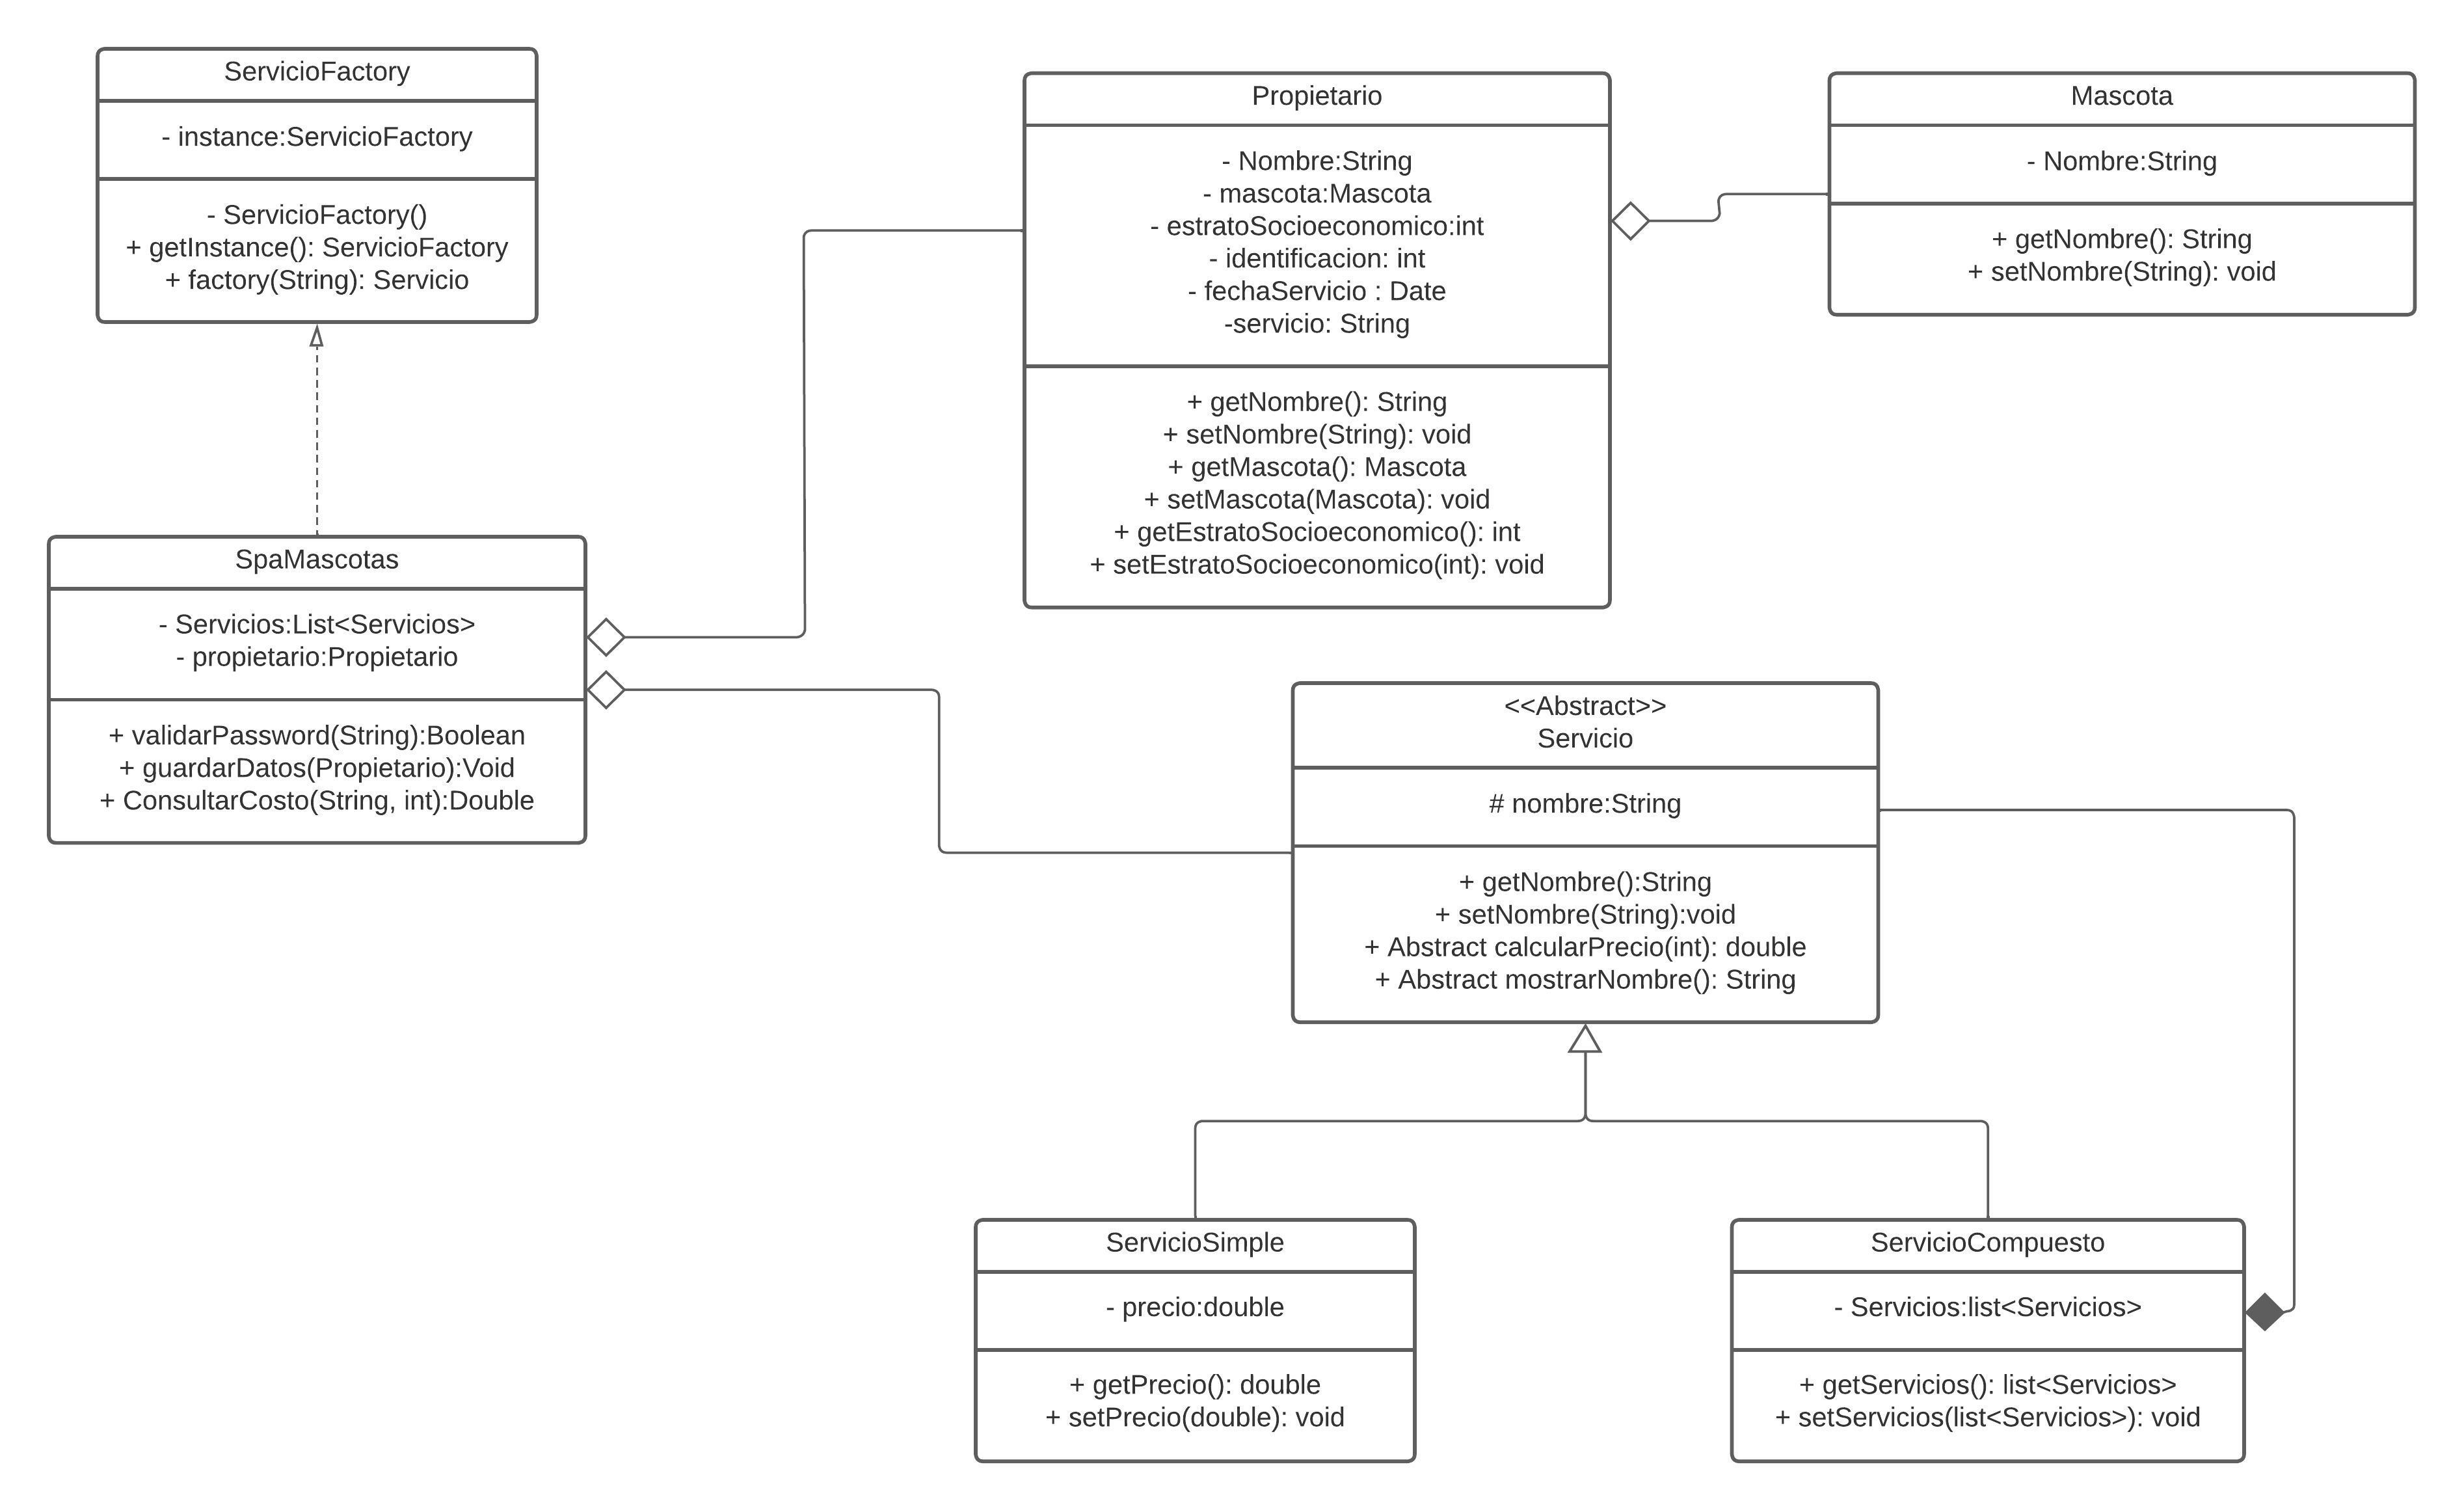 ServicioFactory
- instance:ServicioFactory
- ServicioFactory()
+ getInstance(): ServicioFactory
+ factory(String): Servicio
Propietario
- Nombre:String
- mascota:Mascota
- estratoSocioeconomico:int
- identificacion: int
- fechaServicio : Date
-servicio: String
+ getNombre(): String
+ setNombre(String): void
+ getMascota(): Mascota
+ setMascota(Mascota): void
+ getEstratoSocioeconomico(): int
+ setEstratoSocioeconomico(int): void
Mascota
- Nombre:String
+ getNombre(): String
+ setNombre(String): void
SpaMascotas
- Servicios:List<Servicios>
- propietario:Propietario
+ validarPassword(String):Boolean
+ guardarDatos(Propietario):Void
+ ConsultarCosto(String, int):Double
<<Abstract>>
Servicio
# nombre:String
+ getNombre():String
+ setNombre(String):void
+ Abstract calcularPrecio(int): double
+ Abstract mostrarNombre(): String
ServicioSimple
- precio:double
+ getPrecio(): double
+ setPrecio(double): void
ServicioCompuesto
- Servicios:list<Servicios>
+ getServicios(): list<Servicios>
+ setServicios(list<Servicios>): void